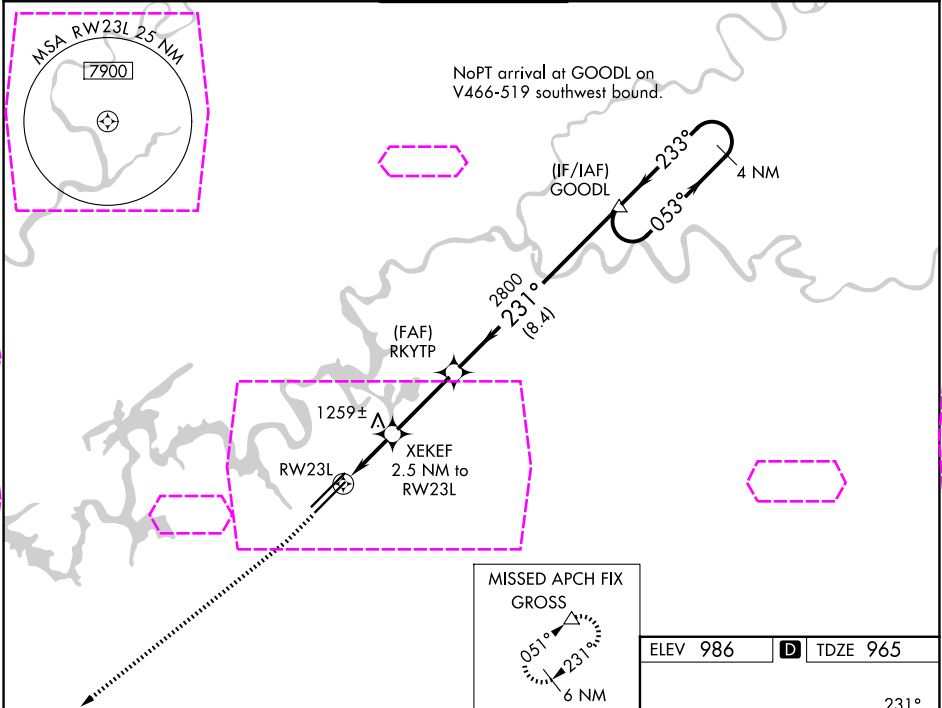 MSA RW23L 25 NM
7900
NoPT arrival at GOODL on
V466-519 southwest bound.
(IF/IAF)
GOODL
233°
053°
4 NM
2800
231°
(8.4)
(FAF)
RKYTP
1259±
XEKEF
2.5 NM to
RW23L
RW23L
MISSED APCH FIX
GROSS
051°
231°
6 NM
ELEV 986 D TDZE 965
231°